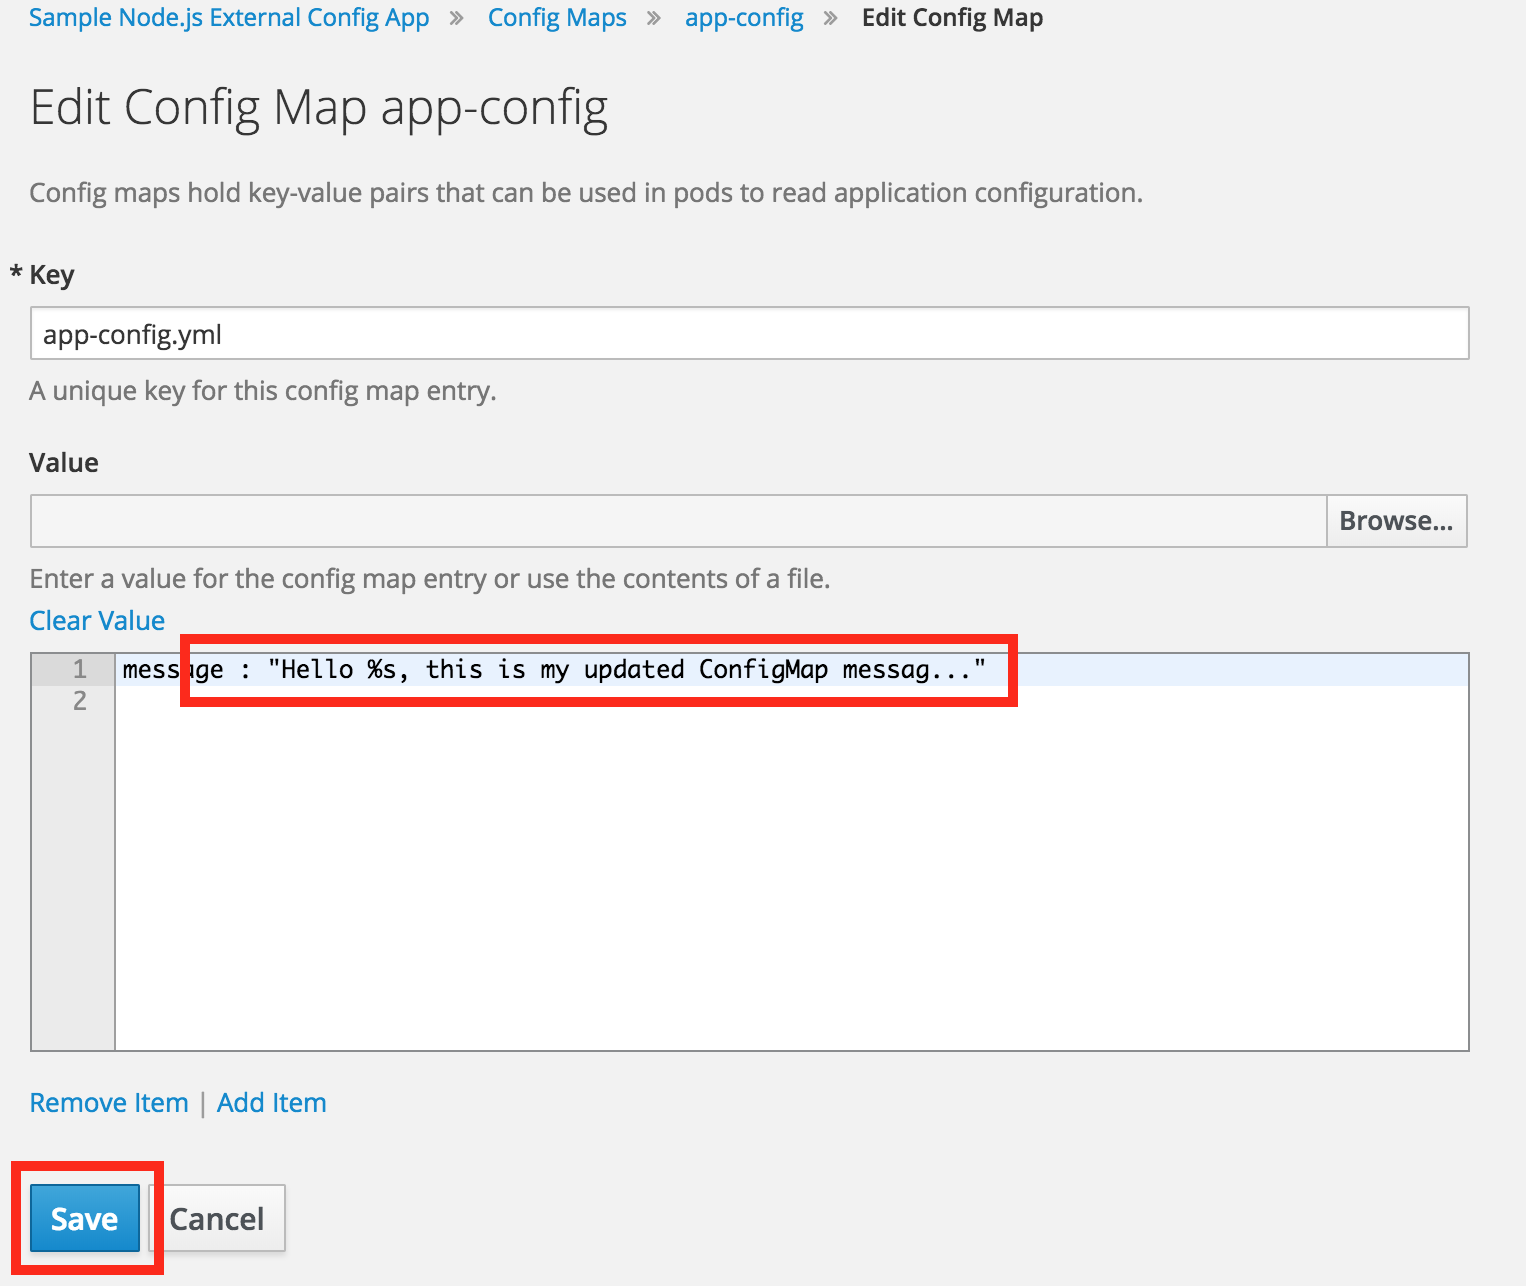 Sample Node.js External Config App » Config Maps » app-config » Edit Config Map
Edit Config Map app-config
Config maps hold key-value pairs that can be used in pods to read application configuration.
* Key
app-config.yml
A unique key for this config map entry.
Value
Browse...
Enter a value for the config map entry or use the contents of a file.
Clear Value
1 message : "Hello %s, this is my updated ConfigMap messag..."
2
Remove Item | Add Item
Save Cancel